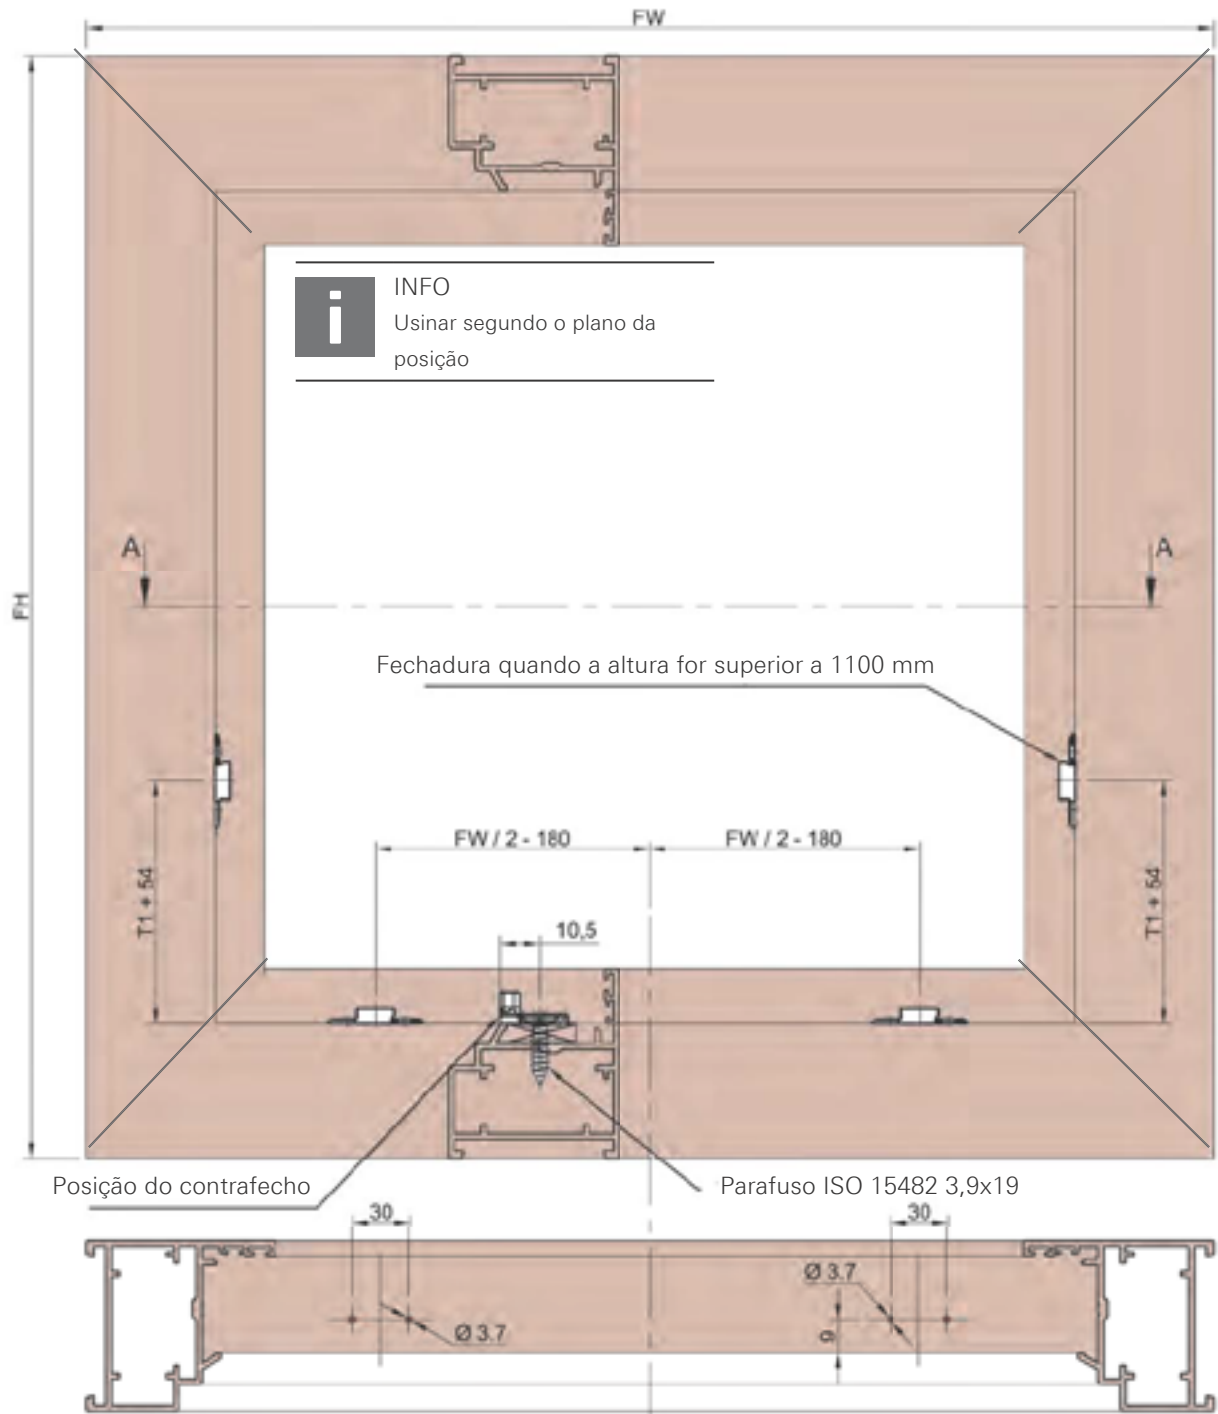 FW
i
INFO
Usinar segundo o plano da
posição
A
A
FH
Fechadura quando a altura for superior a 1100 mm
FW / 2 - 180
FW / 2 - 180
T1 + 54
T1 + 54
10,5
Posição do contrafecho
Parafuso ISO 15482 3,9x19
30
30
Ø 3.7
Ø 3.7
9